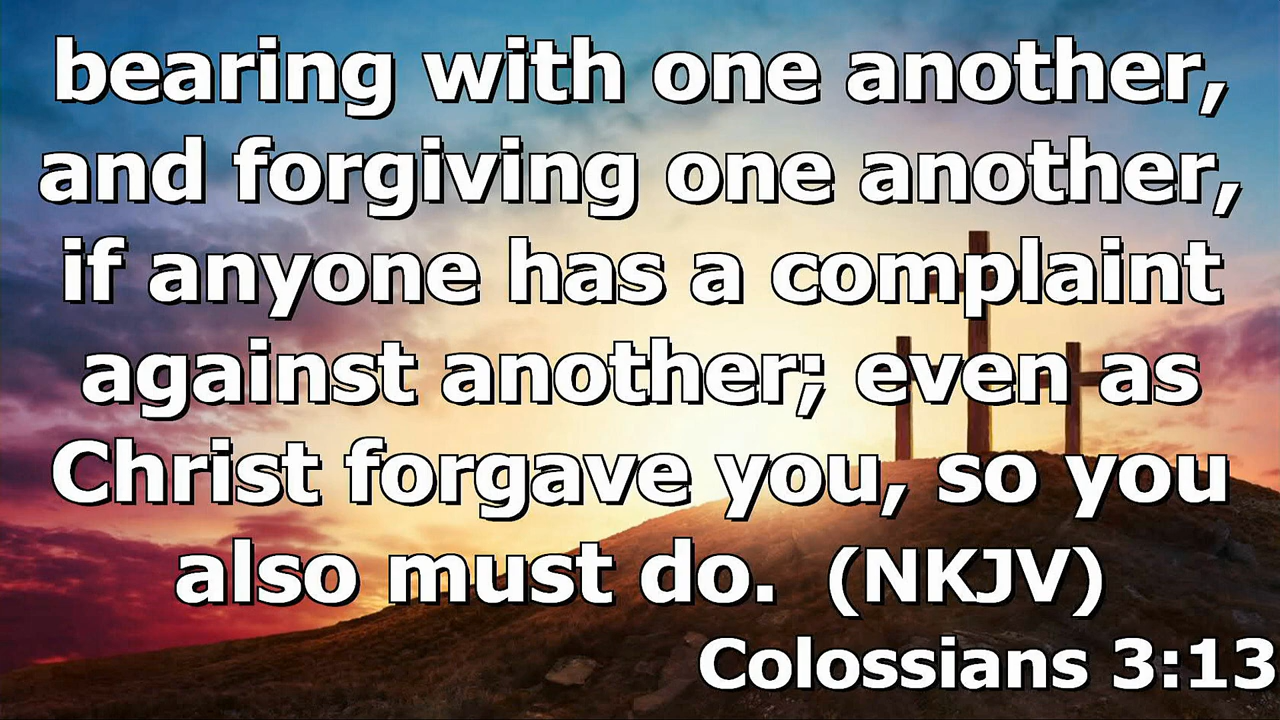 bearing with one another,
and forgiving one another,
if anyone has a complaint
against another; even as
Christ forgave you, so you
also must do. (NKJV)
Colossians 3:13